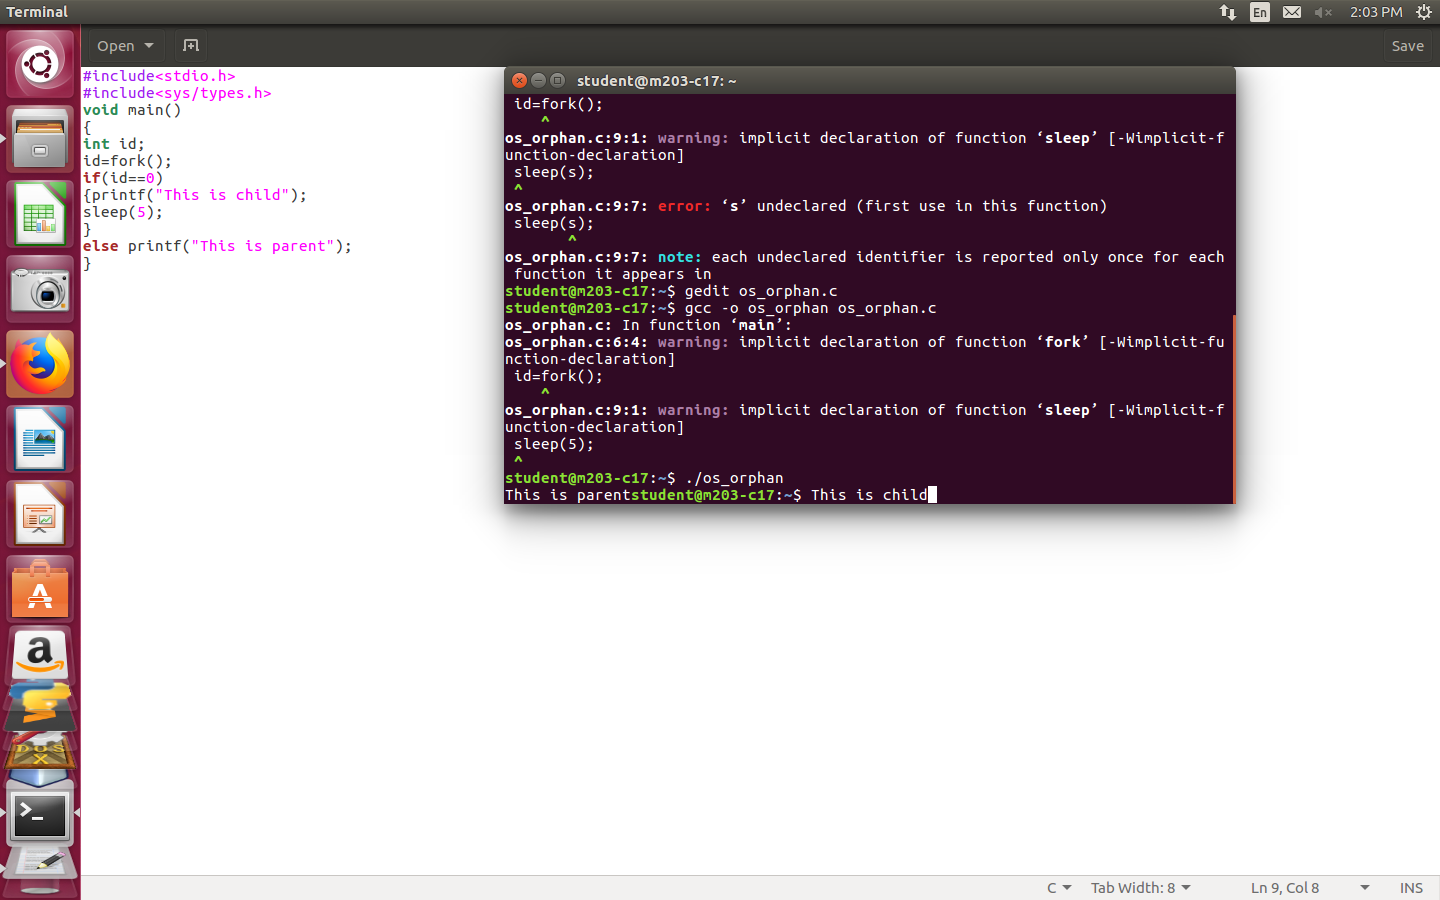 Terminal
En
2:03 PM
Open
Save
#include<stdio.h>
#include<sys/types.h>
void main()
{
int id;
id=fork();
if(id==0)
{printf("This is child");
sleep(5);
}
else printf("This is parent");
}
student@m203-c17: ~
id=fork();
^
os_orphan.c:9:1: warning: implicit declaration of function ‘sleep’ [-Wimplicit-f
unction-declaration]
sleep(s);
^
os_orphan.c:9:7: error: ‘s’ undeclared (first use in this function)
sleep(s);
^
os_orphan.c:9:7: note: each undeclared identifier is reported only once for each
function it appears in
student@m203-c17:~$ gedit os_orphan.c
student@m203-c17:~$ gcc -o os_orphan os_orphan.c
os_orphan.c: In function ‘main’:
os_orphan.c:6:4: warning: implicit declaration of function ‘fork’ [-Wimplicit-fu
nction-declaration]
id=fork();
^
os_orphan.c:9:1: warning: implicit declaration of function ‘sleep’ [-Wimplicit-f
unction-declaration]
sleep(5);
^
student@m203-c17:~$ ./os_orphan
This is parentstudent@m203-c17:~$ This is child
a
DOS
X
>_
C
Tab Width: 8
Ln 9, Col 8
INS